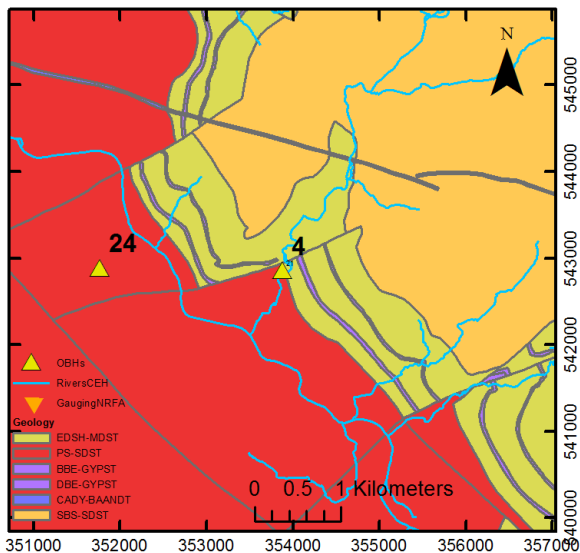 N
545000
544000
543000
542000
541000
540000
24
4
OBHs
RiversCEH
GaugingNRFA
Geology
EDSH-MDST
PS-SDST
BBE-GYPST
DBE-GYPST
CADY-BAANDT
SBS-SDST
0 0.5 1 Kilometers
351000 352000 353000 354000 355000 356000 357000